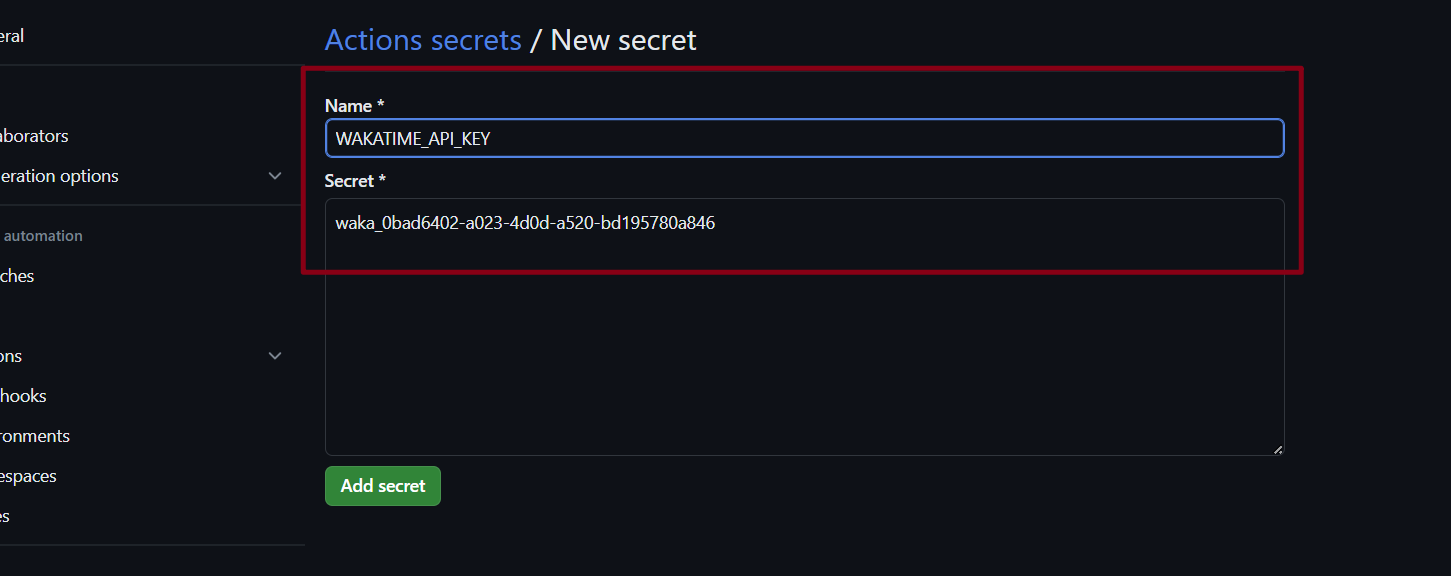 eral
Actions secrets / New secret
Name *
WAKATIME_API_KEY
Secret *
waka_0bad6402-a023-4d0d-a520-bd195780a846
Add secret
aborators
eration options
automation
ches
ons
hooks
ronments
espaces
es